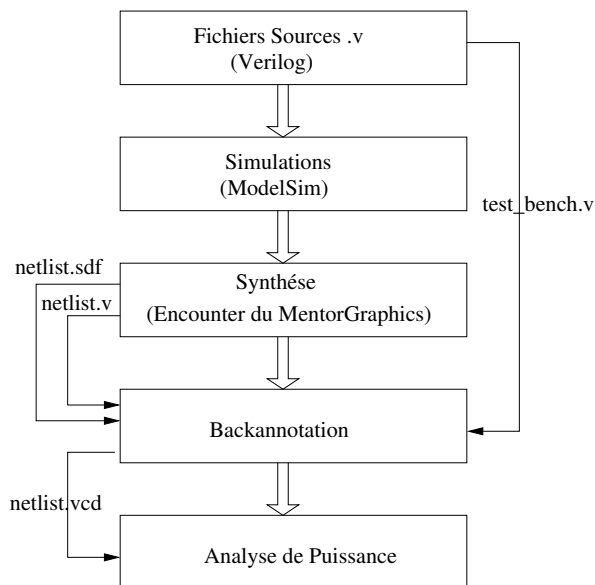 Fichiers Sources .v
(Verilog)
Simulations
(ModelSim)
test_bench.v
netlist.sdf
Synthése
netlist.v
(Encounter du MentorGraphics)
Backannotation
netlist.vcd
Analyse de Puissance